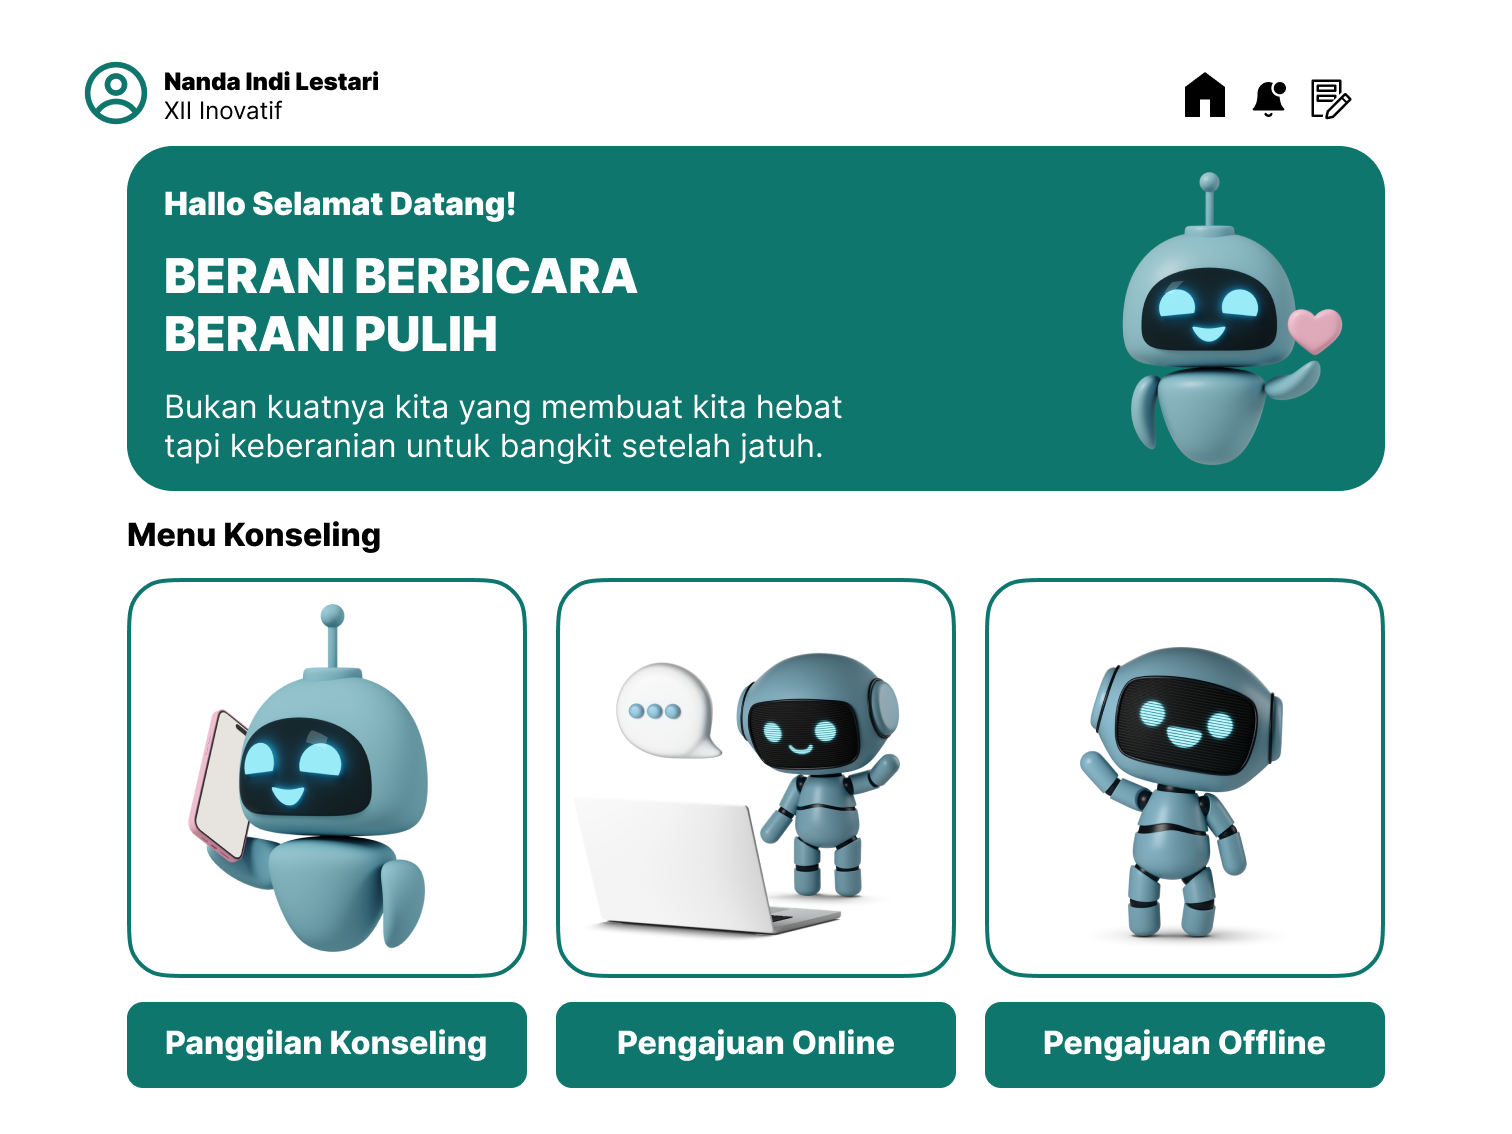 Nanda Indi Lestari
XII Inovatif
Hallo Selamat Datang!
BERANI BERBICARA
BERANI PULIH
Bukan kuatnya kita yang membuat kita hebat
tapi keberanian untuk bangkit setelah jatuh.
Menu Konseling
Panggilan Konseling
Pengajuan Online
Pengajuan Offline